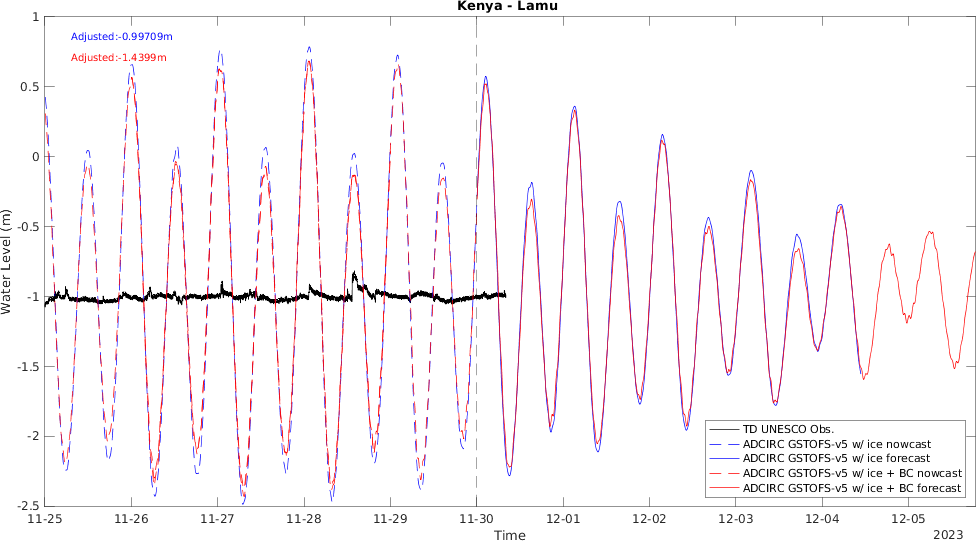 Kenya - Lamu
Adjusted:-0.99709m
Adjusted:-1.4399m
1
0.5
0
-0.5
-1
-1.5
-2
-2.5
Water Level (m)
TD UNESCO Obs.
ADCIRC GSTOFS-v5 w/ ice nowcast
ADCIRC GSTOFS-v5 w/ ice forecast
ADCIRC GSTOFS-v5 w/ ice + BC nowcast
ADCIRC GSTOFS-v5 w/ ice + BC forecast
11-25 11-26 11-27 11-28 11-29 11-30 12-01 12-02 12-03 12-04 12-05
Time
2023